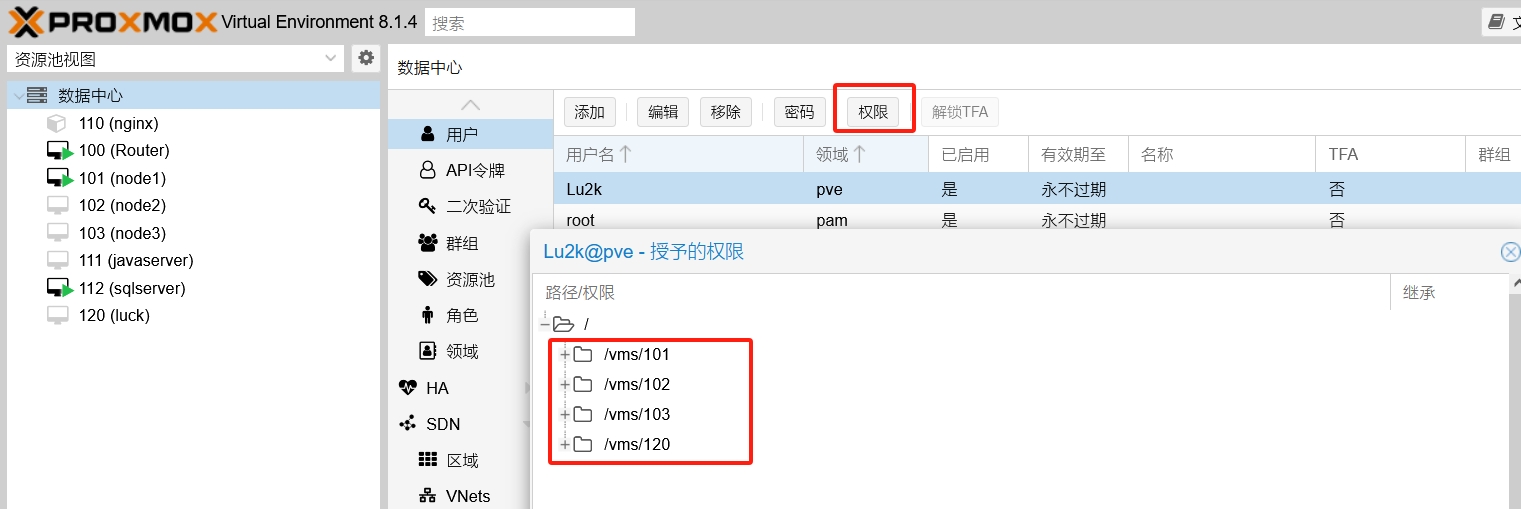 PROXMOX Virtual Environment 8.1.4 搜索
资源池视图
数据中心
110 (nginx)
100 (Router)
101 (node1)
102 (node2)
103 (node3)
111 (javaserver)
112 (sqlserver)
120 (luck)
数据中心
用户
API令牌
二次验证
群组
资源池
角色
领域
HA
SDN
区域
VNets
添加 编辑 移除 密码 权限 解锁TFA
用户名 领域 已启用 有效期至 名称 TFA 群组
Lu2k pve 是 永不过期 否
root pam 是 永不过期 否
Lu2k@pve - 授予的权限
路径/权限 继承
/
/vms/101
/vms/102
/vms/103
/vms/120